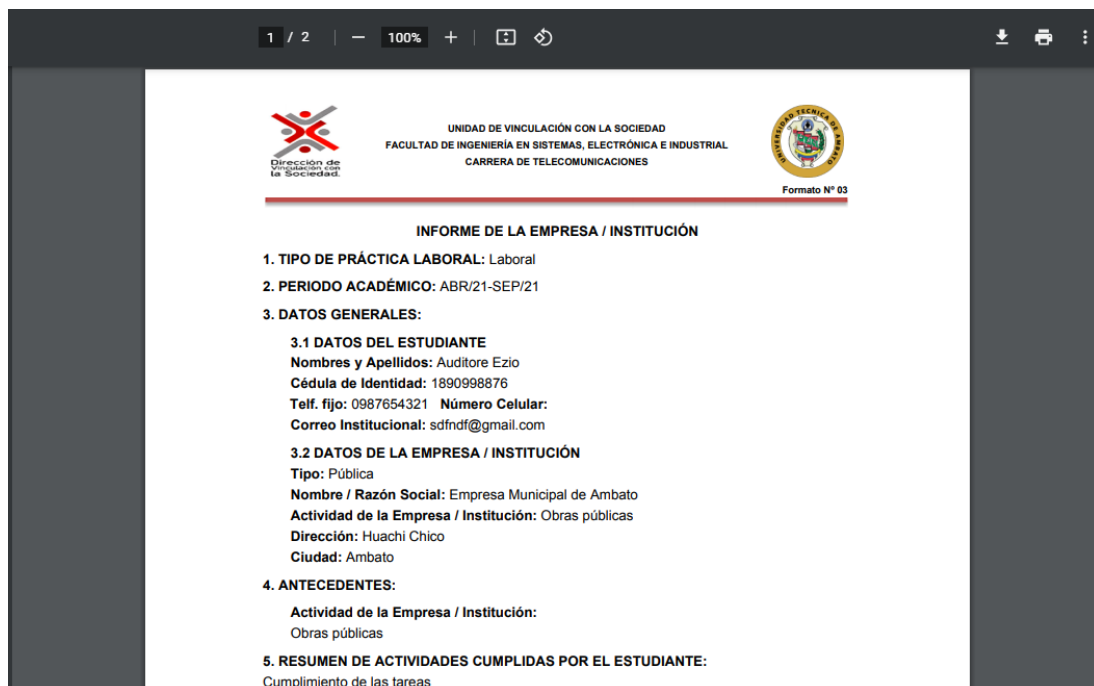 1 / 2 100%
Dirección de
Vinculación con
la Sociedad.
UNIDAD DE VINCULACIÓN CON LA SOCIEDAD
FACULTAD DE INGENIERÍA EN SISTEMAS, ELECTRÓNICA E INDUSTRIAL
CARRERA DE TELECOMUNICACIONES
UNIVERSIDAD TECNICA DE AMBATO
Formato Nº 03
INFORME DE LA EMPRESA / INSTITUCIÓN
1. TIPO DE PRÁCTICA LABORAL: Laboral
2. PERIODO ACADÉMICO: ABR/21-SEP/21
3. DATOS GENERALES:
3.1 DATOS DEL ESTUDIANTE
Nombres y Apellidos: Auditore Ezio
Cédula de Identidad: 1890998876
Telf. fijo: 0987654321 Número Celular:
Correo Institucional: sdfndf@gmail.com
3.2 DATOS DE LA EMPRESA / INSTITUCIÓN
Tipo: Pública
Nombre / Razón Social: Empresa Municipal de Ambato
Actividad de la Empresa / Institución: Obras públicas
Dirección: Huachi Chico
Ciudad: Ambato
4. ANTECEDENTES:
Actividad de la Empresa / Institución:
Obras públicas
5. RESUMEN DE ACTIVIDADES CUMPLIDAS POR EL ESTUDIANTE:
Cumplimiento de las tareas